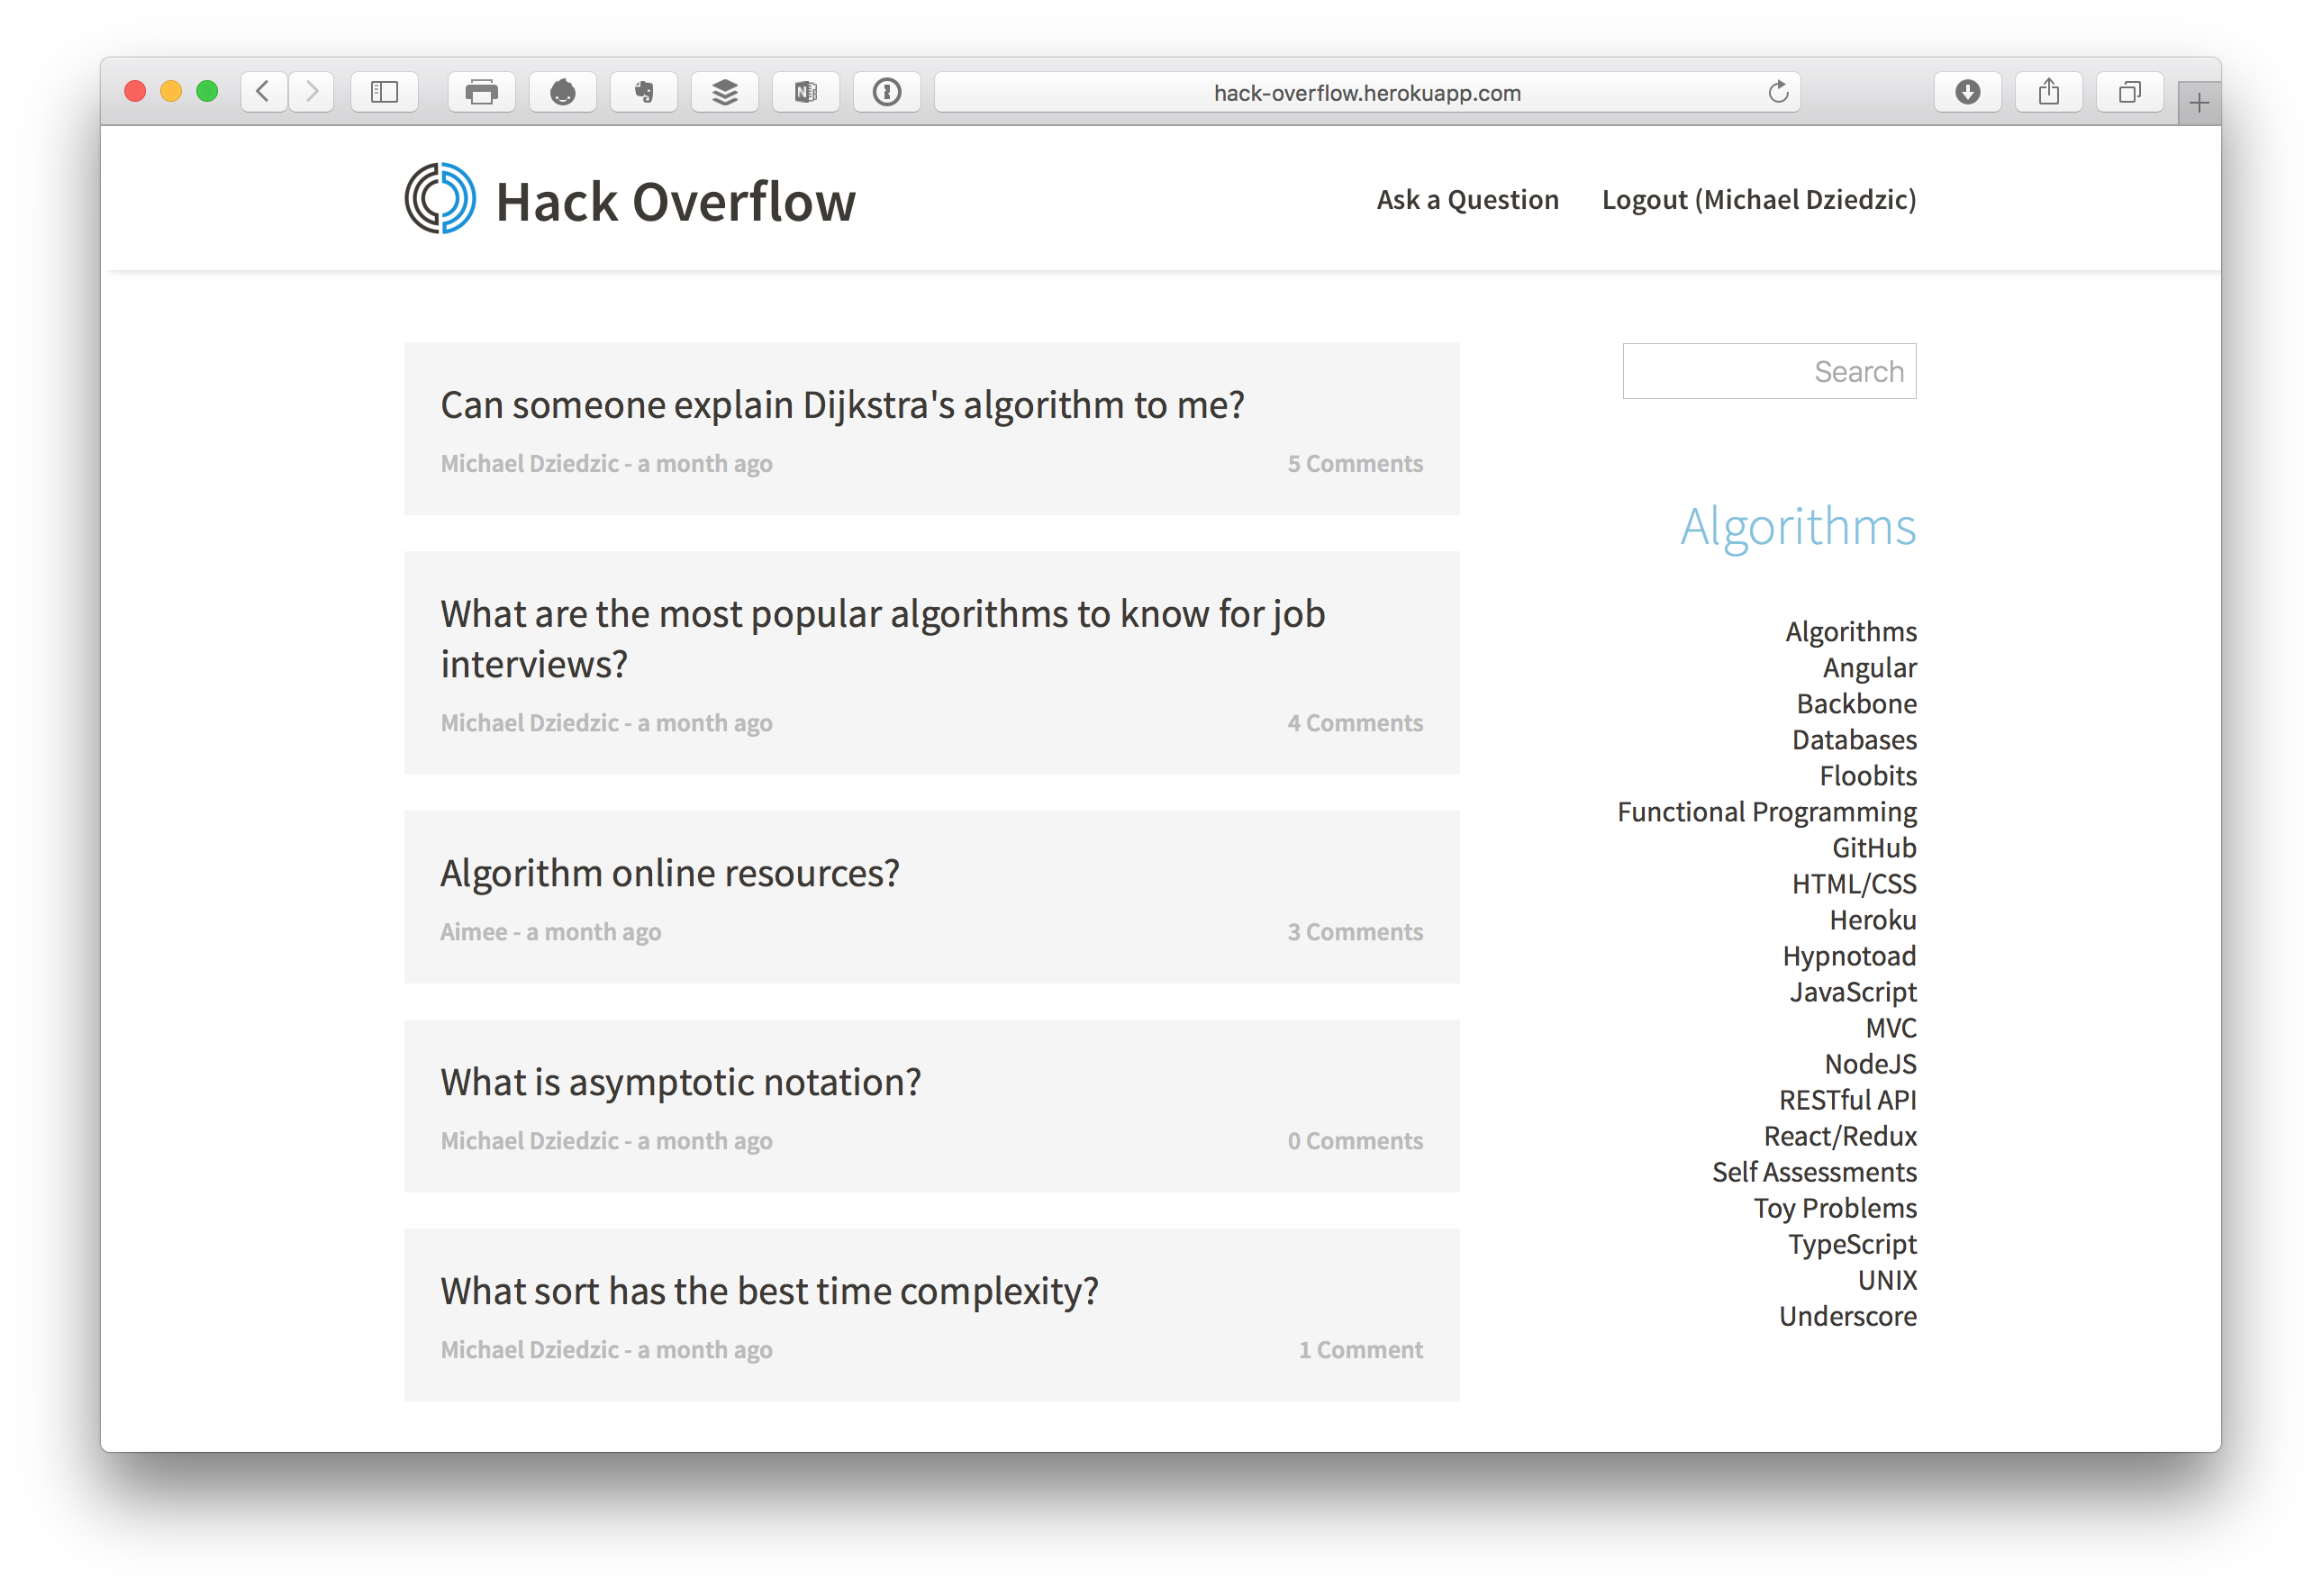 hack-overflow.herokuapp.com
Hack Overflow
Ask a Question
Logout (Michael Dziedzic)
Can someone explain Dijkstra's algorithm to me?
Michael Dziedzic - a month ago
5 Comments
What are the most popular algorithms to know for job
interviews?
Michael Dziedzic - a month ago
4 Comments
Algorithm online resources?
Aimee - a month ago
3 Comments
What is asymptotic notation?
Michael Dziedzic - a month ago
0 Comments
What sort has the best time complexity?
Michael Dziedzic - a month ago
1 Comment
Search
Algorithms
Algorithms
Angular
Backbone
Databases
Floobits
Functional Programming
GitHub
HTML/CSS
Heroku
Hypnotoad
JavaScript
MVC
NodeJS
RESTful API
React/Redux
Self Assessments
Toy Problems
TypeScript
UNIX
Underscore